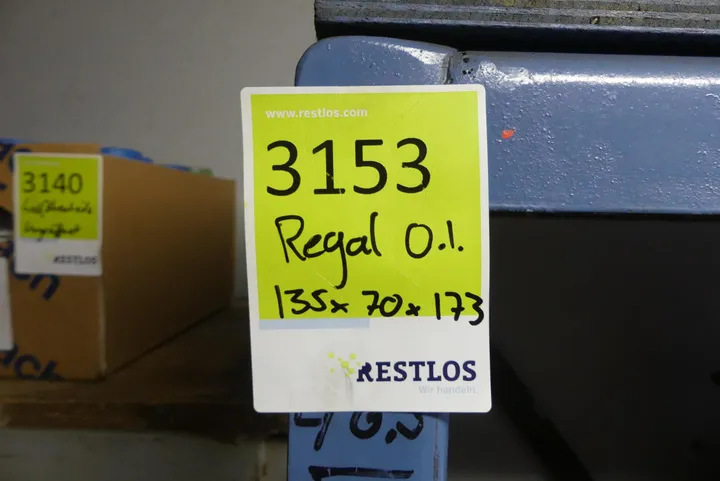 www.restlos.com
3153
Regal O.I.
135x 70x 173
RESTLOS
Wir handeln.
3140
RESTLOS